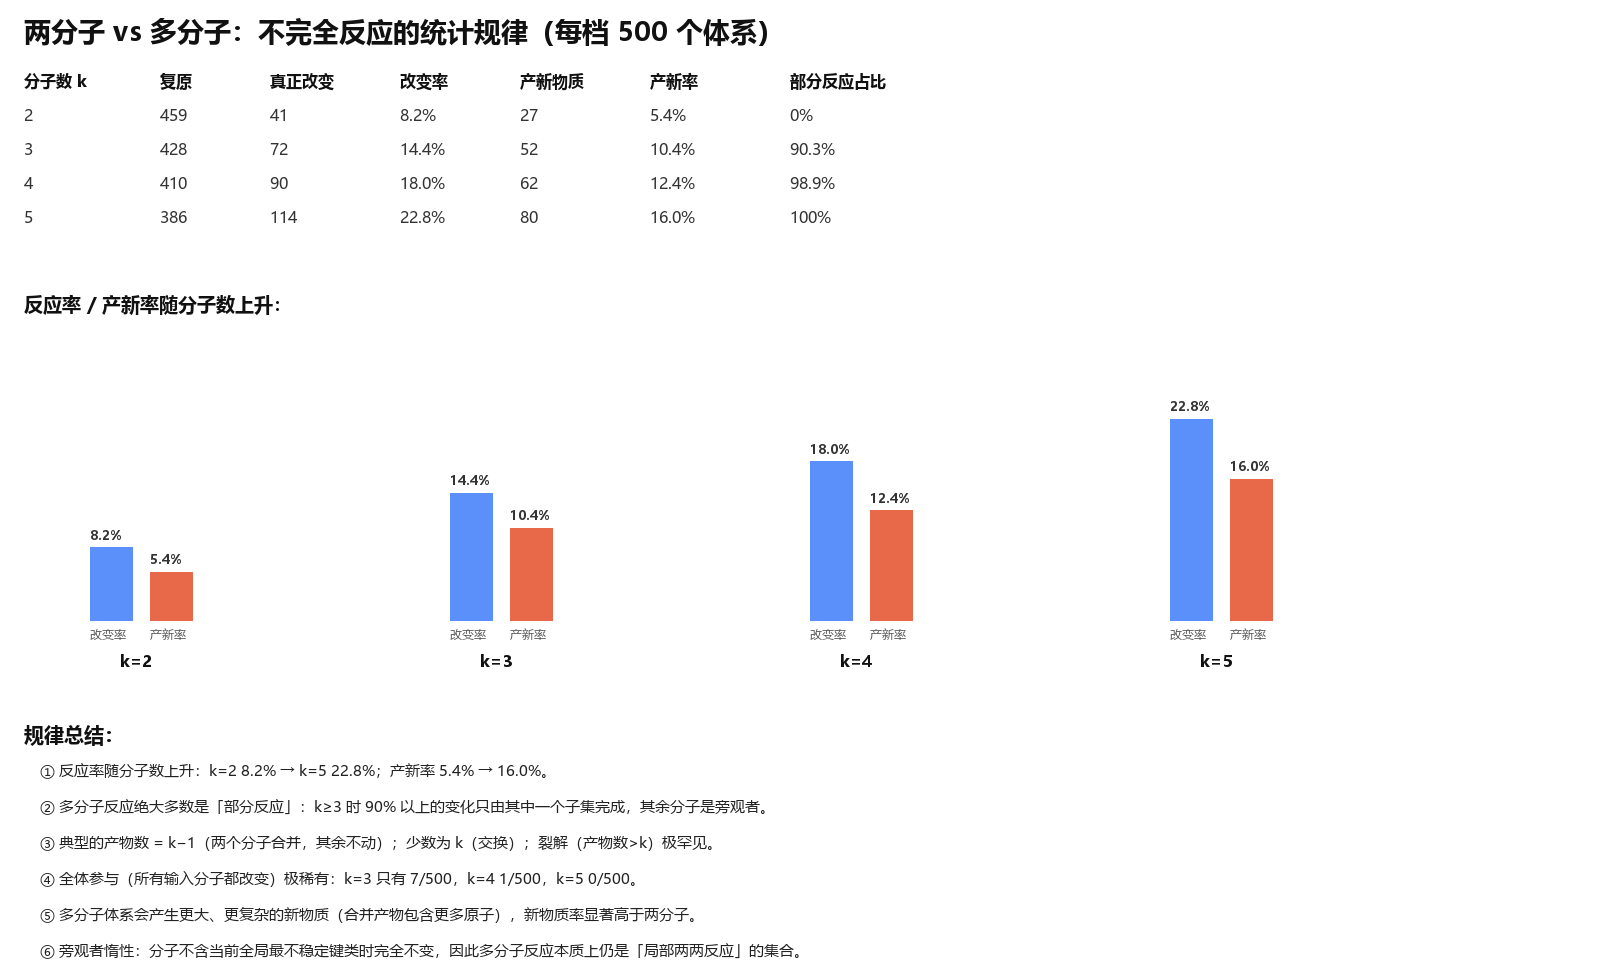 两分子 vs 多分子：不完全反应的统计规律（每档 500 个体系）
分子数 k 复原 真正改变 改变率 产新物质 产新率 部分反应占比
2 459 41 8.2% 27 5.4% 0%
3 428 72 14.4% 52 10.4% 90.3%
4 410 90 18.0% 62 12.4% 98.9%
5 386 114 22.8% 80 16.0% 100%
反应率 / 产新率随分子数上升：
8.2% 5.4% 14.4% 10.4% 18.0% 12.4% 22.8% 16.0%
改变率 产新率 改变率 产新率 改变率 产新率 改变率 产新率
k=2 k=3 k=4 k=5
规律总结：
① 反应率随分子数上升：k=2 8.2% → k=5 22.8%；产新率 5.4% → 16.0%。
② 多分子反应绝大多数是「部分反应」：k≥3 时 90% 以上的变化只由其中一个子集完成，其余分子是旁观者。
③ 典型的产物数 = k−1（两个分子合并，其余不动）；少数为 k（交换）；裂解（产物数>k）极罕见。
④ 全体参与（所有输入分子都改变）极稀有：k=3 只有 7/500，k=4 1/500，k=5 0/500。
⑤ 多分子体系会产生更大、更复杂的新物质（合并产物包含更多原子），新物质率显著高于两分子。
⑥ 旁观者惰性：分子不含当前全局最不稳定键类时完全不变，因此多分子反应本质上仍是「局部两两反应」的集合。